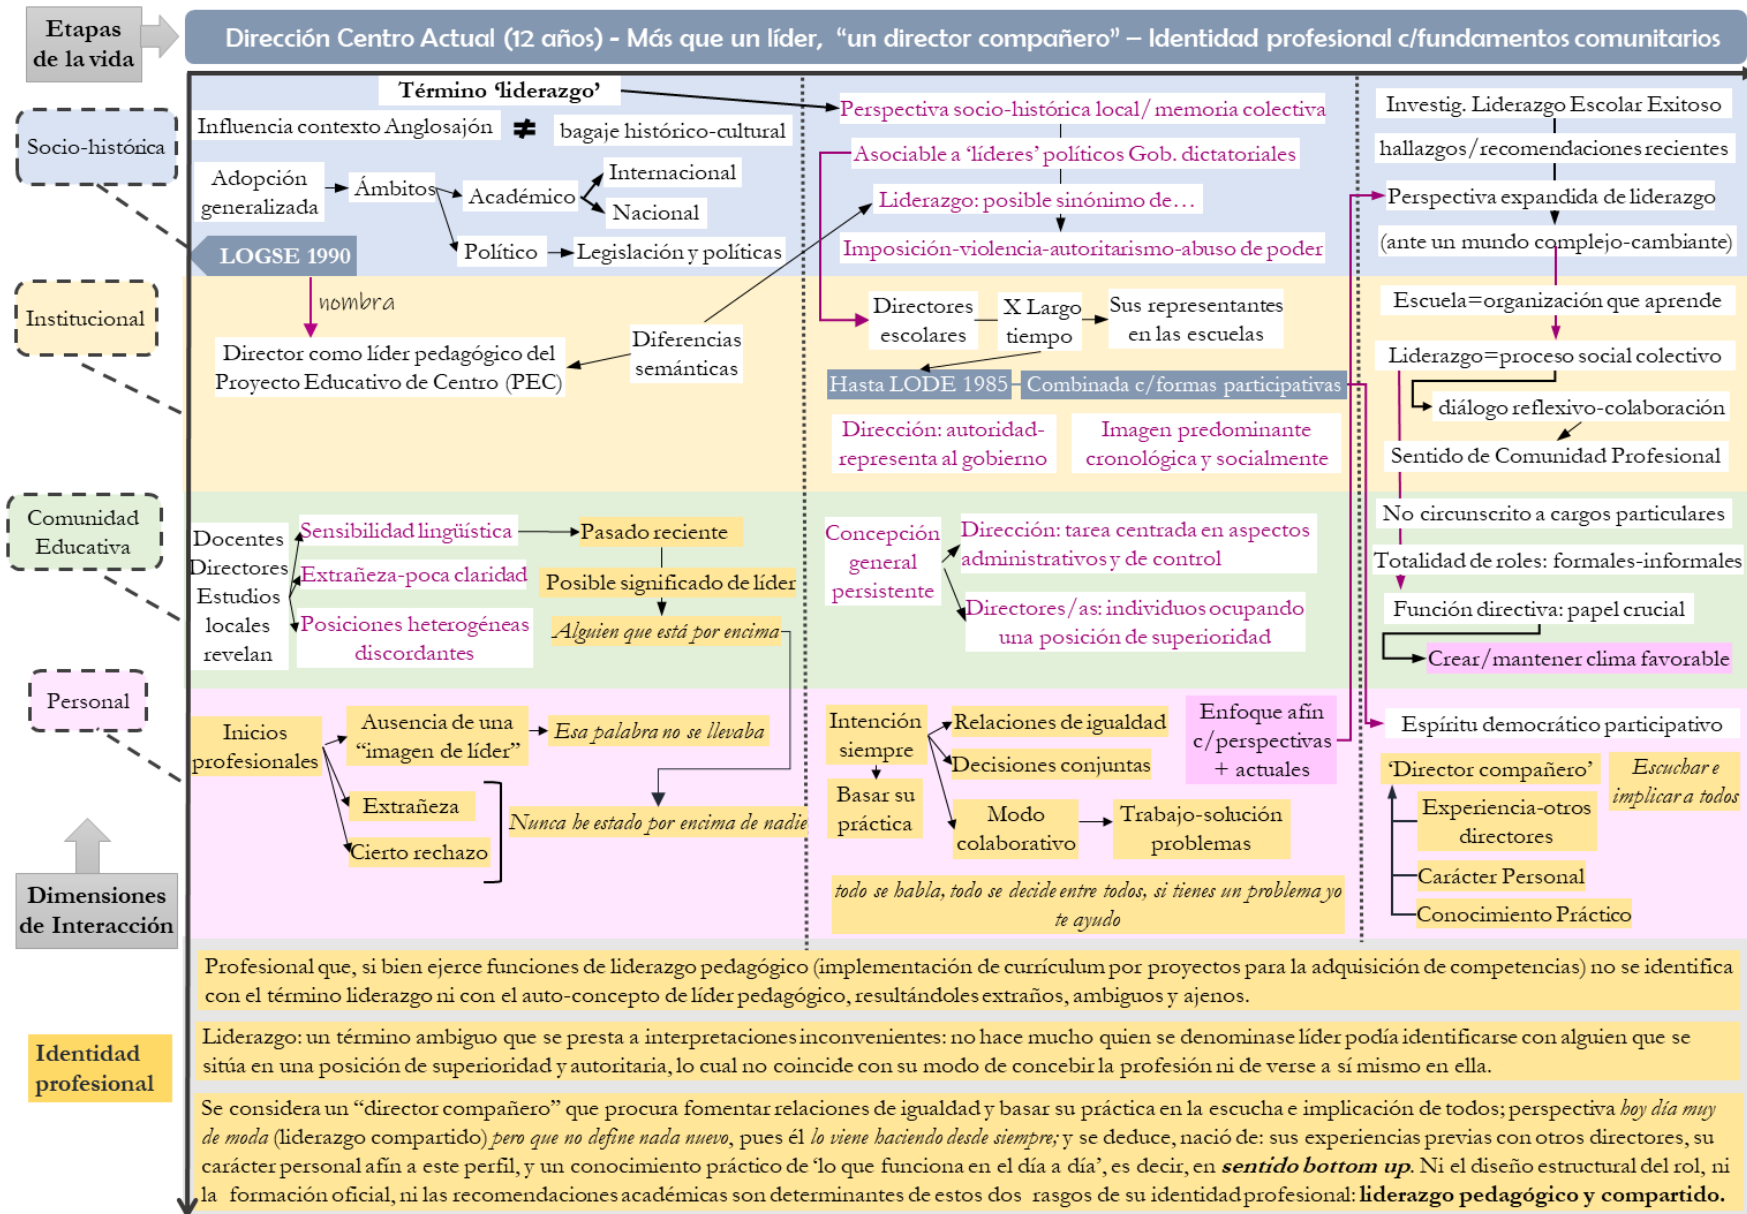 Etapas
de la vida
Dirección Centro Actual (12 años) - Más que un líder, “un director compañero” – Identidad profesional c/fundamentos comunitarios
Socio-histórica
Término ‘liderazgo’
Influencia contexto Anglosajón
≠
bagaje histórico-cultural
Adopción
generalizada
Ámbitos
Académico
Internacional
Nacional
Político
Legislación y políticas
LOGSE 1990
Perspectiva socio-histórica local/ memoria colectiva
Asociable a ‘líderes’ políticos Gob. dictatoriales
Liderazgo: posible sinónimo de…
Imposición-violencia-autoritarismo-abuso de poder
Investig. Liderazgo Escolar Exitoso
hallazgos/recomendaciones recientes
Perspectiva expandida de liderazgo
(ante un mundo complejo-cambiante)
Institucional
nombra
Director como líder pedagógico del
Proyecto Educativo de Centro (PEC)
Diferencias
semánticas
Directores
escolares
X Largo
tiempo
Sus representantes
en las escuelas
Hasta LODE 1985
Combinada c/formas participativas
Dirección: autoridad-
representa al gobierno
Imagen predominante
cronológica y socialmente
Escuela=organización que aprende
Liderazgo=proceso social colectivo
diálogo reflexivo-colaboración
Sentido de Comunidad Profesional
Comunidad
Educativa
Docentes
Directores
Estudios
locales
revelan
Sensibilidad lingüística
Extrañeza-poca claridad
Posiciones heterogéneas
discordantes
Pasado reciente
Posible significado de líder
Alguien que está por encima
Concepción
general
persistente
Dirección: tarea centrada en aspectos
administrativos y de control
Directores/as: individuos ocupando
una posición de superioridad
No circunscrito a cargos particulares
Totalidad de roles: formales-informales
Función directiva: papel crucial
Crear/mantener clima favorable
Personal
Inicios
profesionales
Ausencia de una
“imagen de líder”
Esa palabra no se llevaba
Extrañeza
Cierto rechazo
Nunca he estado por encima de nadie
Intención
siempre
Basar su
práctica
Relaciones de igualdad
Decisiones conjuntas
Modo
colaborativo
Trabajo-solución
problemas
Enfoque afín
c/perspectivas
+ actuales
todo se habla, todo se decide entre todos, si tienes un problema yo
te ayudo
Espíritu democrático participativo
‘Director compañero’
Escuchar e
implicar a todos
Experiencia-otros
directores
Carácter Personal
Conocimiento Práctico
Dimensiones
de Interacción
Identidad
profesional
Profesional que, si bien ejerce funciones de liderazgo pedagógico (implementación de currículum por proyectos para la adquisición de competencias) no se identifica
con el término liderazgo ni con el auto-concepto de líder pedagógico, resultándoles extraños, ambiguos y ajenos.
Liderazgo: un término ambiguo que se presta a interpretaciones inconvenientes: no hace mucho quien se denominase líder podía identificarse con alguien que se
sitúa en una posición de superioridad y autoritaria, lo cual no coincide con su modo de concebir la profesión ni de verse a sí mismo en ella.
Se considera un “director compañero” que procura fomentar relaciones de igualdad y basar su práctica en la escucha e implicación de todos; perspectiva hoy día muy
de moda (liderazgo compartido) pero que no define nada nuevo, pues él lo viene haciendo desde siempre; y se deduce, nació de: sus experiencias previas con otros directores, su
carácter personal afín a este perfil, y un conocimiento práctico de ‘lo que funciona en el día a día’, es decir, en sentido bottom up. Ni el diseño estructural del rol, ni
la formación oficial, ni las recomendaciones académicas son determinantes de estos dos rasgos de su identidad profesional: liderazgo pedagógico y compartido.